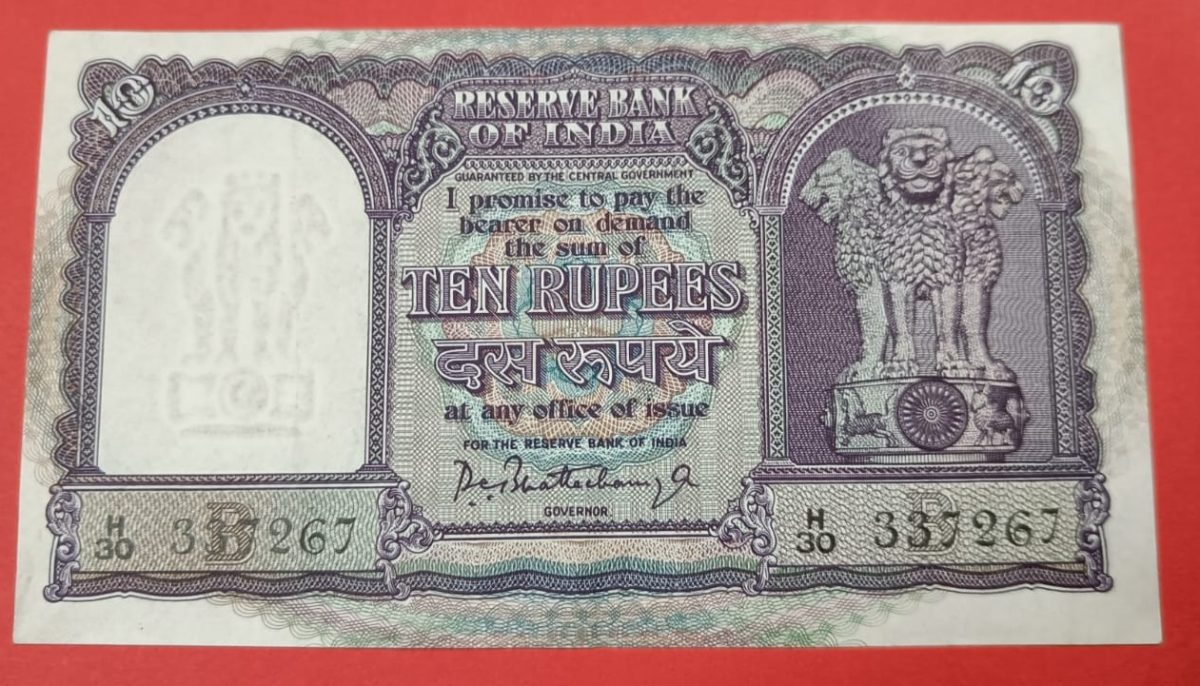 10
10
RESERVE BANK
OF INDIA
GUARANTEED BY THE CENTRAL GOVERNMENT
I promise to pay the
bearer on demand
the sum of
TEN RUPEES
दस रूपये
at any office of issue
FOR THE RESERVE BANK OF INDIA
P.C. Bhattacharyya
GOVERNOR
H
30
B
337267
H
30
B
337267